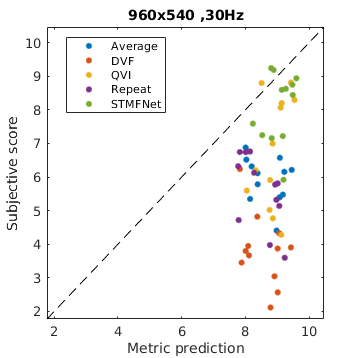 960x540 ,30Hz
Average
DVF
QVI
Repeat
STMFNet
Subjective score
10
9
8
7
6
5
4
3
2
2 4 6 8 10
Metric prediction